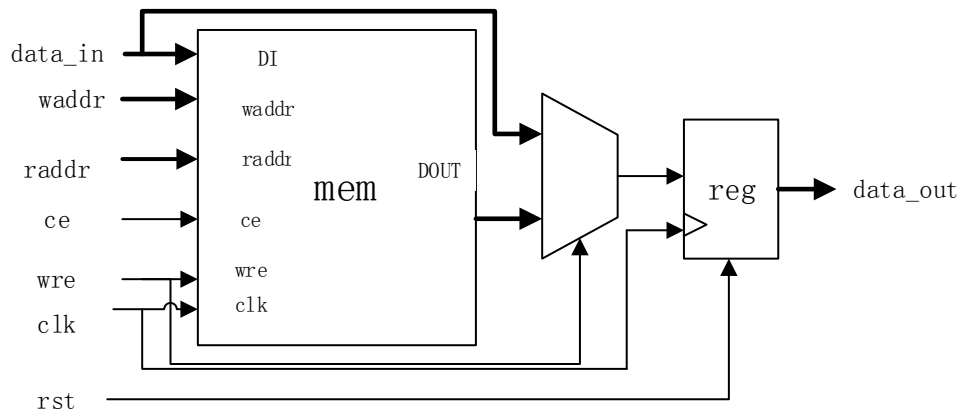 data_in
waddr
raddr
ce
wre
clk
rst
DI
waddr
raddr
DOUT
mem
ce
wre
clk
reg
data_out